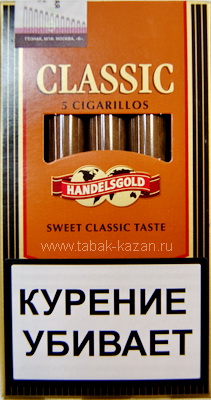 CLASSIC
5 CIGARILLOS
HANDELSGOLD
SWEET CLASSIC TASTE
www.tabak-kazan.ru
КУРЕНИЕ
УБИВАЕТ